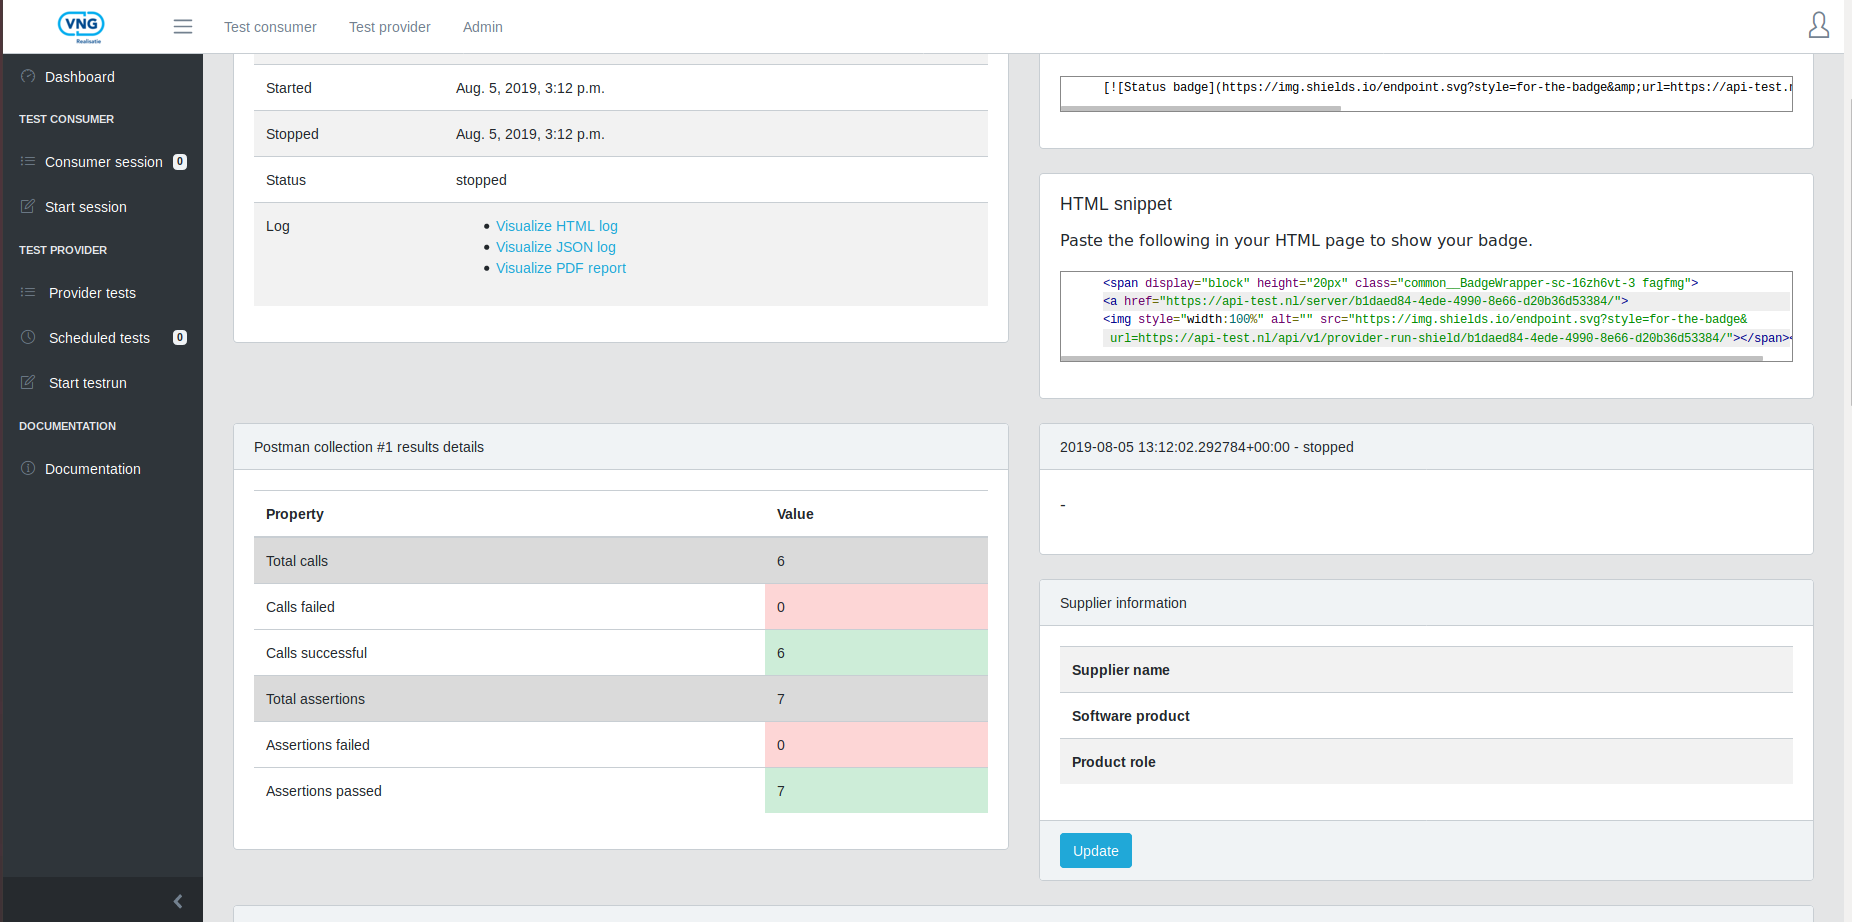 VNG
Realisatie
Test consumer
Test provider
Admin
Dashboard
TEST CONSUMER
Consumer session 0
Start session
TEST PROVIDER
Provider tests
Scheduled tests 0
Start testrun
DOCUMENTATION
Documentation
Started Aug. 5, 2019, 3:12 p.m.
Stopped Aug. 5, 2019, 3:12 p.m.
Status stopped
Log
Visualize HTML log
Visualize JSON log
Visualize PDF report
[![Status badge](https://img.shields.io/endpoint.svg?style=for-the-badge&amp;url=https://api-test.
HTML snippet
Paste the following in your HTML page to show your badge.
<span display="block" height="20px" class="common__BadgeWrapper-sc-16zh6vt-3 fagfmg">
<a href="https://api-test.nl/server/b1daed84-4ede-4990-8e66-d20b36d53384/">
<img style="width:100%" alt="" src="https://img.shields.io/endpoint.svg?style=for-the-badge&
url=https://api-test.nl/api/v1/provider-run-shield/b1daed84-4ede-4990-8e66-d20b36d53384/"></span><
Postman collection #1 results details
Property Value
Total calls 6
Calls failed 0
Calls successful 6
Total assertions 7
Assertions failed 0
Assertions passed 7
2019-08-05 13:12:02.292784+00:00 - stopped
-
Supplier information
Supplier name
Software product
Product role
Update